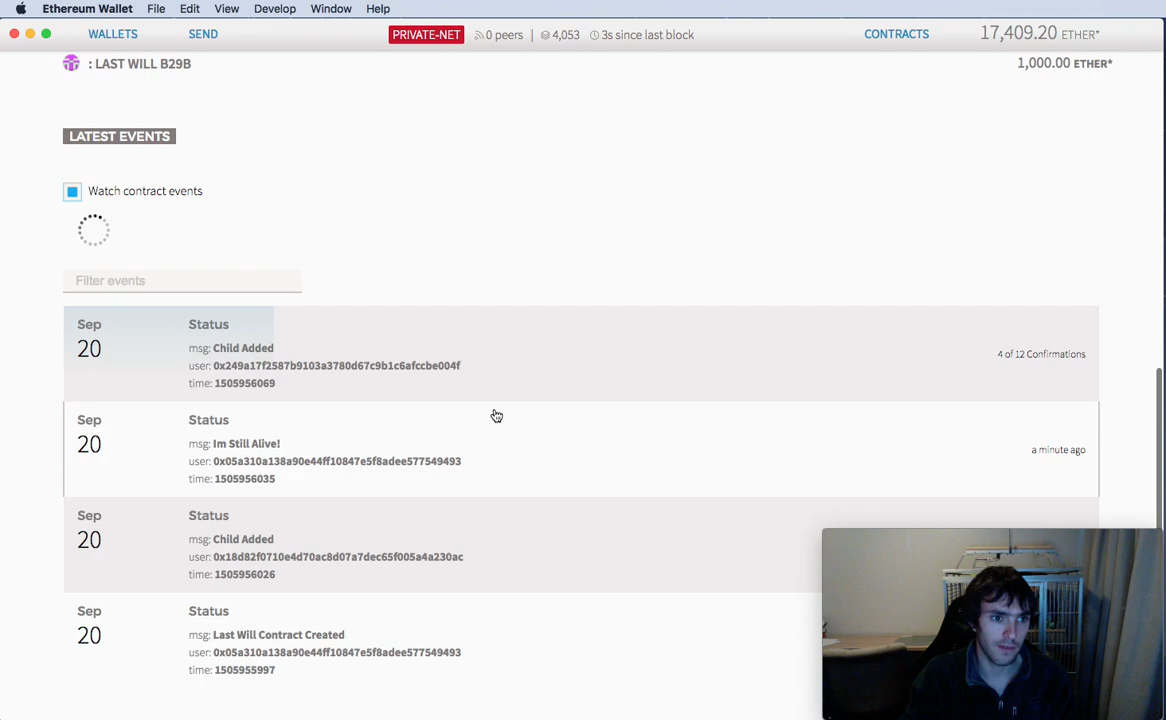 Ethereum Wallet File Edit View Develop Window Help
WALLETS SEND PRIVATE-NET 0 peers 4,053 3s since last block CONTRACTS 17,409.20 ETHER*
: LAST WILL B29B 1,000.00 ETHER*
LATEST EVENTS
Watch contract events
Filter events
Sep Status
20 msg: Child Added
user: 0x249a17f2587b9103a3780d67c9b1c6afccbe004f
time: 1505956069
4 of 12 Confirmations
Sep Status
20 msg: Im Still Alive!
user: 0x05a310a138a90e44ff10847e5f8adee577549493
time: 1505956035
a minute ago
Sep Status
20 msg: Child Added
user: 0x18d82f0710e4d70ac8d07a7dec65f005a4a230ac
time: 1505956026
Sep Status
20 msg: Last Will Contract Created
user: 0x05a310a138a90e44ff10847e5f8adee577549493
time: 1505955997